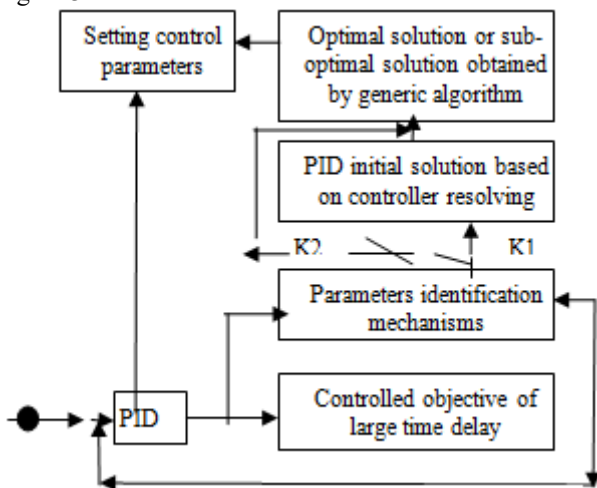 Setting control
parameters
Optimal solution or sub-
optimal solution obtained
by generic algorithm
PID initial solution based
on controller resolving
K2
K1
Parameters identification
mechanisms
PID
Controlled objective of
large time delay